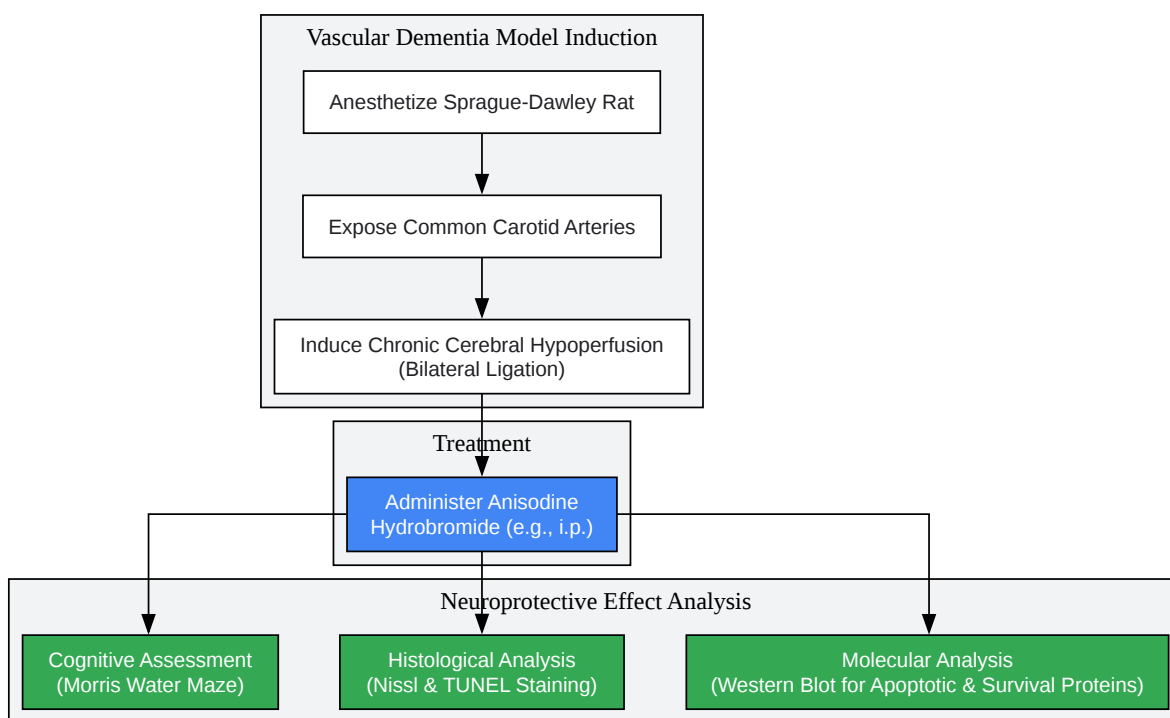 Vascular Dementia Model Induction
Anesthetize Sprague-Dawley Rat
Expose Common Carotid Arteries
Induce Chronic Cerebral Hypoperfusion
(Bilateral Ligation)
Treatment
Administer Anisodine
Hydrobromide (e.g., i.p.)
Neuroprotective Effect Analysis
Cognitive Assessment
(Morris Water Maze)
Histological Analysis
(Nissl & TUNEL Staining)
Molecular Analysis
(Western Blot for Apoptotic & Survival Proteins)